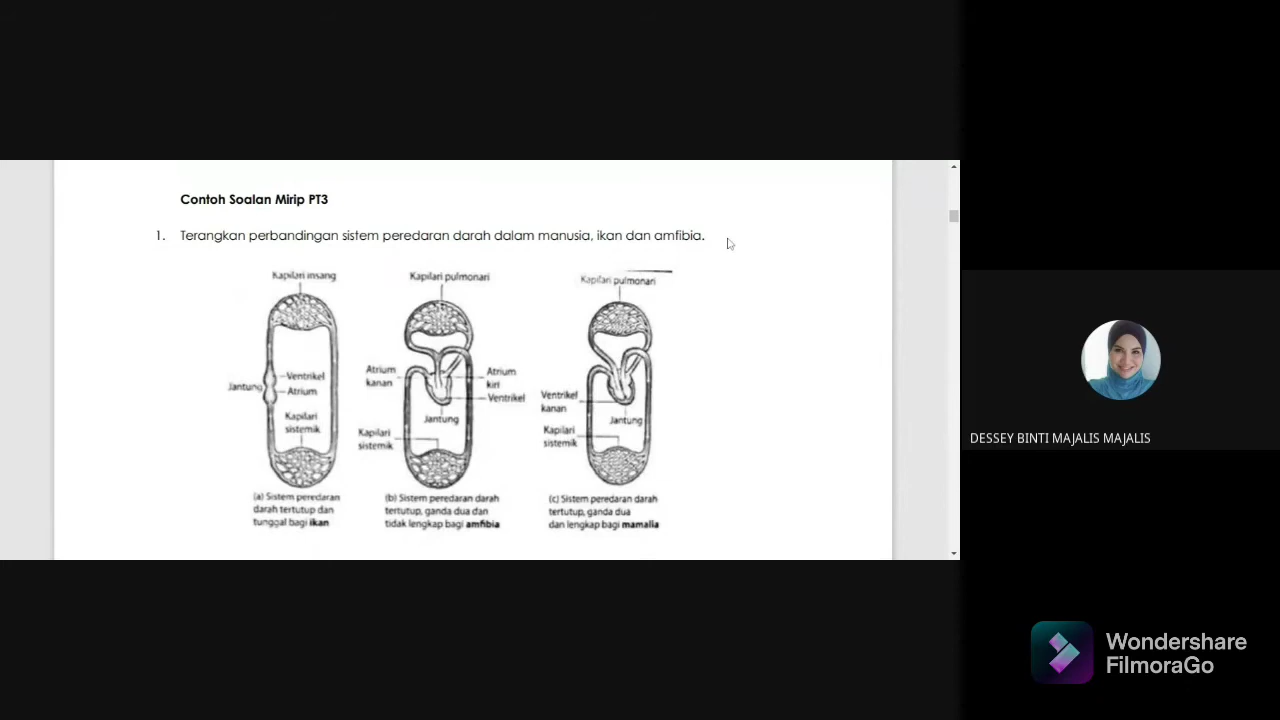 Contoh Soalan Mirip PT3
1. Terangkan perbandingan sistem peredaran darah dalam manusia, ikan dan amfibia.
Kapilari insang
Ventrikel
Jantung
Atrium
Kapilari
sistemik
(a) Sistem peredaran
darah tertutup dan
tunggal bagi ikan
Kapilari pulmonari
Atrium
kanan
Atrium
kiri
Ventrikel
Jantung
Kapilari
sistemik
(b) Sistem peredaran darah
tertutup, ganda dua dan
tidak lengkap bagi amfibia
Kapilari pulmonari
Ventrikel
kanan
Jantung
Kapilari
sistemik
(c) Sistem peredaran darah
tertutup, ganda dua
dan lengkap bagi mamalia
DESSEY BINTI MAJALIS MAJALIS
Wondershare
FilmoraGo